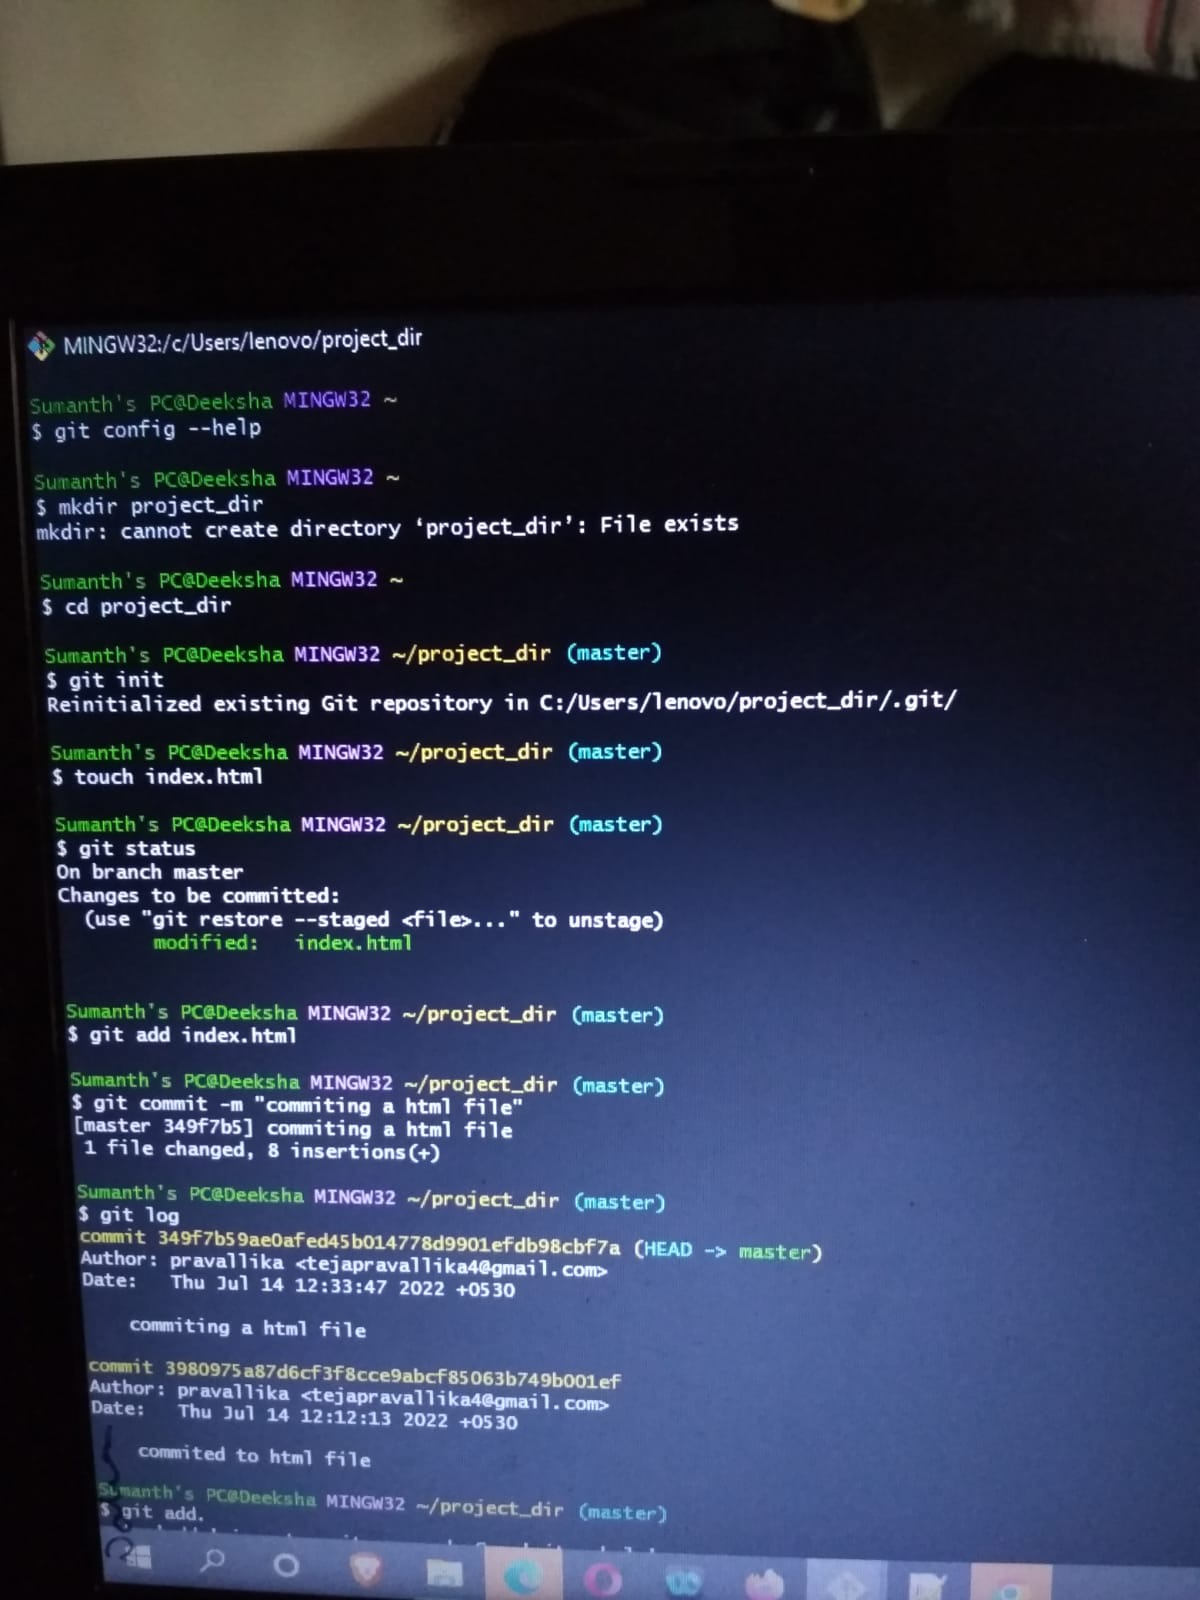 MINGW32:/c/Users/lenovo/project_dir
Sumanth's PC@Deeksha MINGW32 ~
$ git config --help
Sumanth's PC@Deeksha MINGW32 ~
$ mkdir project_dir
mkdir: cannot create directory ‘project_dir’: File exists
Sumanth's PC@Deeksha MINGW32 ~
$ cd project_dir
Sumanth's PC@Deeksha MINGW32 ~/project_dir (master)
$ git init
Reinitialized existing Git repository in C:/Users/lenovo/project_dir/.git/
Sumanth's PC@Deeksha MINGW32 ~/project_dir (master)
$ touch index.html
Sumanth's PC@Deeksha MINGW32 ~/project_dir (master)
$ git status
On branch master
Changes to be committed:
(use "git restore --staged <file>..." to unstage)
modified: index.html
Sumanth's PC@Deeksha MINGW32 ~/project_dir (master)
$ git add index.html
Sumanth's PC@Deeksha MINGW32 ~/project_dir (master)
$ git commit -m "commiting a html file"
[master 349f7b5] commiting a html file
1 file changed, 8 insertions(+)
Sumanth's PC@Deeksha MINGW32 ~/project_dir (master)
$ git log
commit 349f7b59ae0afed45b014778d9901efdb98cbf7a (HEAD -> master)
Author: pravallika <tejapravallika4@gmail.com>
Date: Thu Jul 14 12:33:47 2022 +0530
commiting a html file
commit 3980975a87d6cf3f8cce9abcf85063b749b001ef
Author: pravallika <tejapravallika4@gmail.com>
Date: Thu Jul 14 12:12:13 2022 +0530
commited to html file
Sumanth's PC@Deeksha MINGW32 ~/project_dir (master)
$ git add.